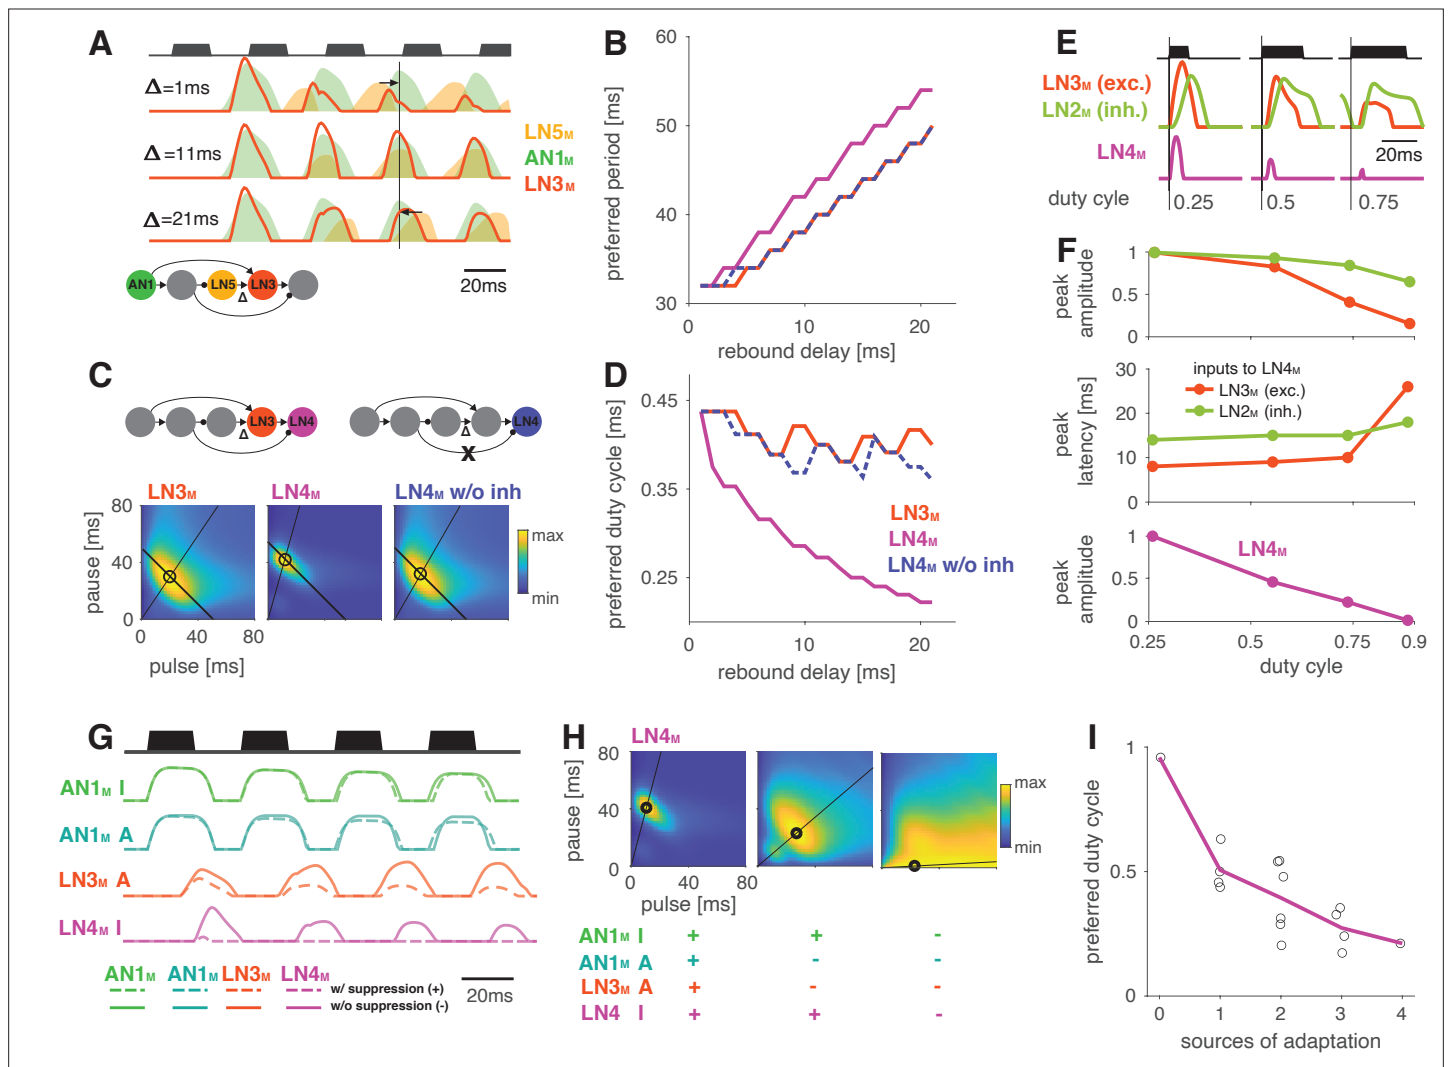 A
Δ=1ms
Δ=11ms
Δ=21ms
LN5M
AN1M
LN3M
AN1
LN5
LN3
Δ
20ms
B
preferred period [ms]
60
50
40
30
0
10
20
rebound delay [ms]
C
LN3
LN4
Δ
LN4
Δ
X
LN3M
LN4M
LN4M w/o inh
pause [ms]
80
40
0
0
40
80
pulse [ms]
max
min
D
preferred duty cycle [ms]
0.45
0.35
0.25
0
10
20
rebound delay [ms]
LN3M
LN4M
LN4M w/o inh
E
LN3M (exc.)
LN2M (inh.)
LN4M
20ms
duty cyle
0.25
0.5
0.75
F
peak amplitude
1
0.5
0
peak latency [ms]
30
20
10
0
inputs to LN4M
LN3M (exc.)
LN2M (inh.)
peak amplitude
1
0.5
0
LN4M
0.25
0.5
0.75
0.9
duty cyle
G
AN1M I
AN1M A
LN3M A
LN4M I
AN1M AN1M LN3M LN4M
w/ suppression (+)
w/o suppression (-)
20ms
H
LN4M
pause [ms]
80
40
0
0
40
80
pulse [ms]
max
min
AN1M I + + -
AN1M A + - -
LN3M A + - -
LN4 I + + -
I
preferred duty cycle
1
0.5
0
0
1
2
3
4
sources of adaptation